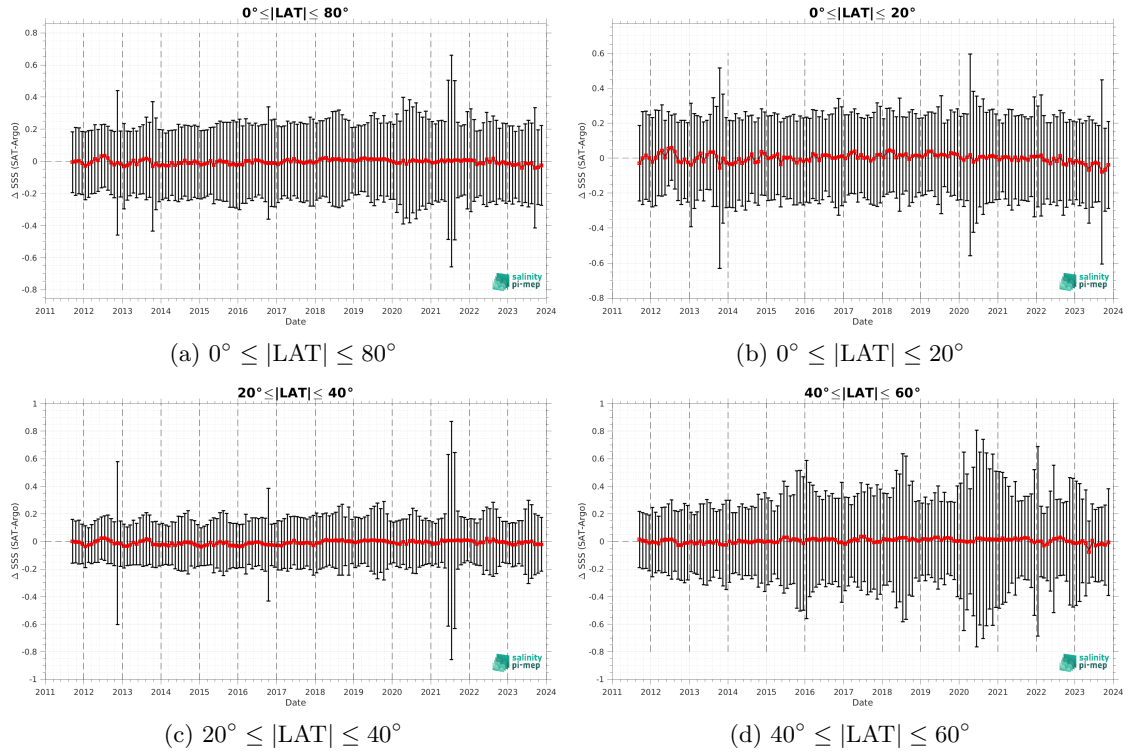 0°≤|LAT|≤ 80°
Δ SSS (SAT-Argo)
0.8
0.6
0.4
0.2
0
-0.2
-0.4
-0.6
-0.8
2011 2012 2013 2014 2015 2016 2017 2018 2019 2020 2021 2022 2023 2024
Date
salinity
pi-mep
(a) 0° ≤ |LAT| ≤ 80°
0°≤|LAT|≤ 20°
Δ SSS (SAT-Argo)
0.6
0.4
0.2
0
-0.2
-0.4
-0.6
-0.8
2011 2012 2013 2014 2015 2016 2017 2018 2019 2020 2021 2022 2023 2024
Date
salinity
pi-mep
(b) 0° ≤ |LAT| ≤ 20°
20°≤|LAT|≤ 40°
Δ SSS (SAT-Argo)
1
0.8
0.6
0.4
0.2
0
-0.2
-0.4
-0.6
-0.8
-1
2011 2012 2013 2014 2015 2016 2017 2018 2019 2020 2021 2022 2023 2024
Date
salinity
pi-mep
(c) 20° ≤ |LAT| ≤ 40°
40°≤|LAT|≤ 60°
Δ SSS (SAT-Argo)
1
0.8
0.6
0.4
0.2
0
-0.2
-0.4
-0.6
-0.8
-1
2011 2012 2013 2014 2015 2016 2017 2018 2019 2020 2021 2022 2023 2024
Date
salinity
pi-mep
(d) 40° ≤ |LAT| ≤ 60°